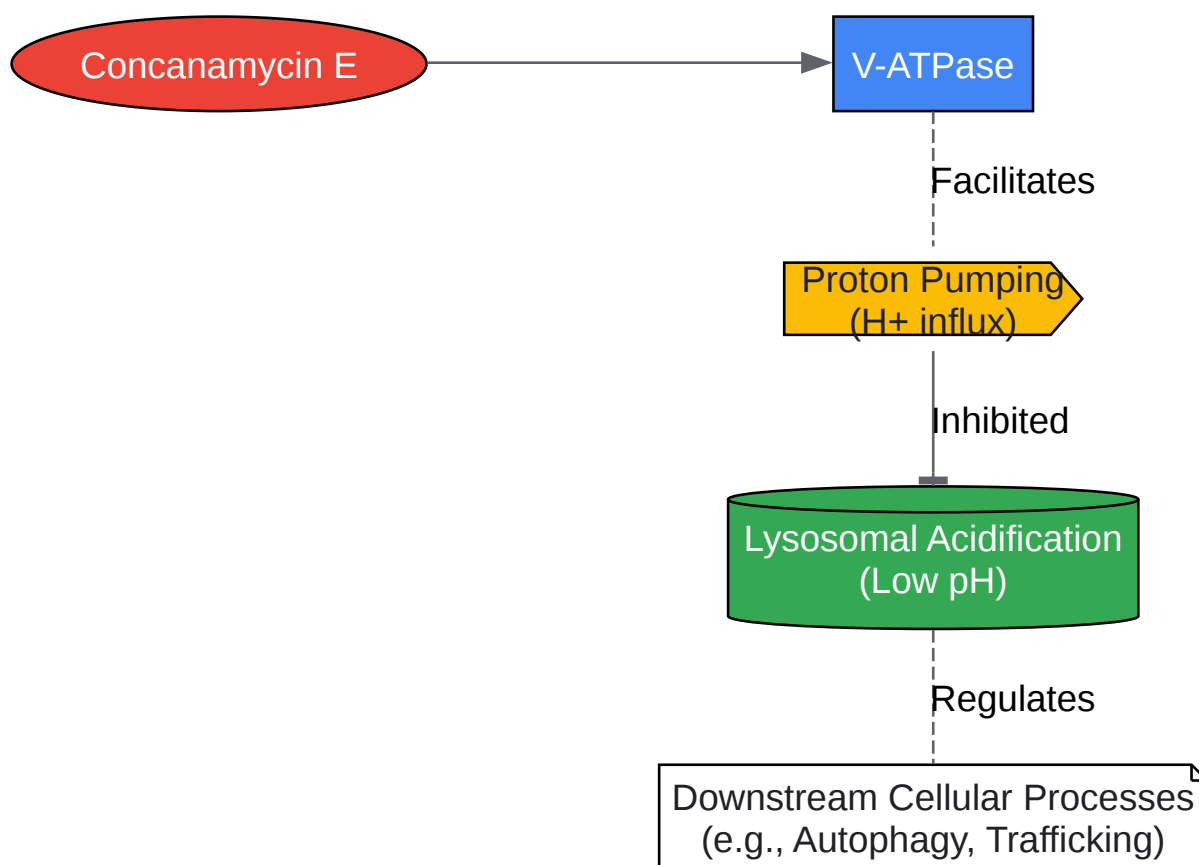 Concanamycin E
V-ATPase
Facilitates
Proton Pumping
(H+ influx)
Inhibited
Lysosomal Acidification
(Low pH)
Regulates
Downstream Cellular Processes
(e.g., Autophagy, Trafficking)